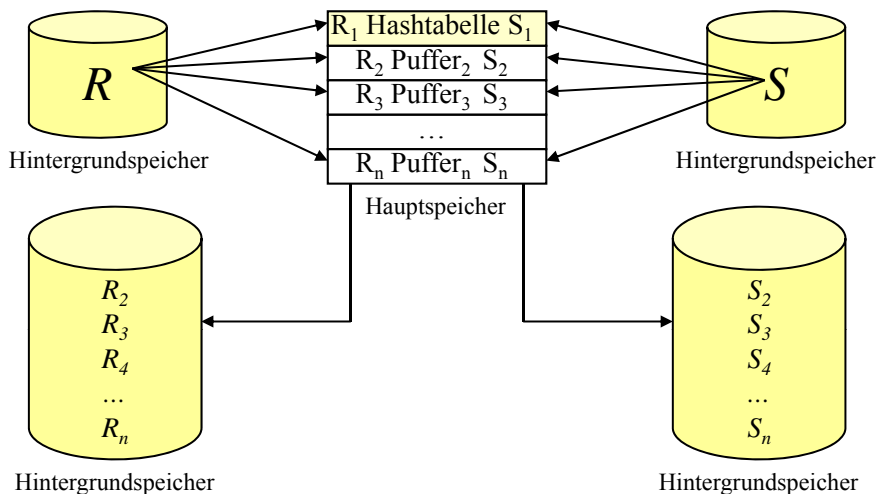 R₁ Hashtabelle S₁
R₂ Puffer₂ S₂
R
R₃ Puffer₃ S₃
S
…
Hintergrundspeicher
Rₙ Pufferₙ Sₙ
Hintergrundspeicher
Hauptspeicher
R₂
R₃
R₄
...
Rₙ
Hintergrundspeicher
S₂
S₃
S₄
...
Sₙ
Hintergrundspeicher